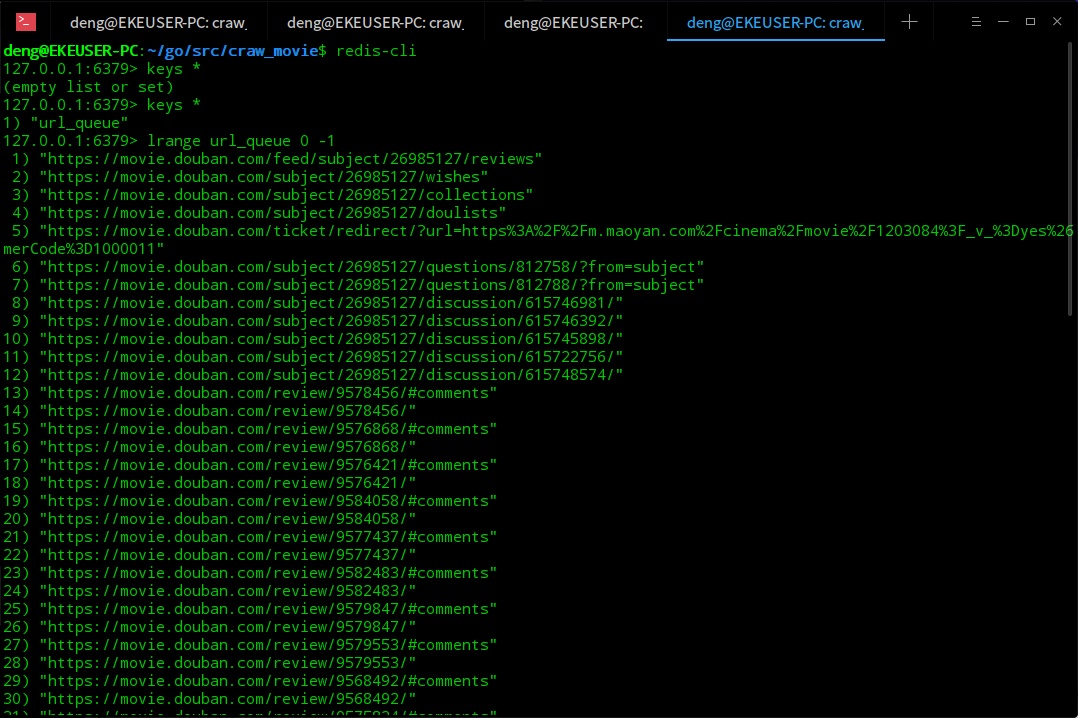 deng@EKEUSER-PC: craw_ deng@EKEUSER-PC: craw_ deng@EKEUSER-PC: deng@EKEUSER-PC: craw_
deng@EKEUSER-PC:~/go/src/craw_movie$ redis-cli
127.0.0.1:6379> keys *
(empty list or set)
127.0.0.1:6379> keys *
1) "url_queue"
127.0.0.1:6379> lrange url_queue 0 -1
1) "https://movie.douban.com/feed/subject/26985127/reviews"
2) "https://movie.douban.com/subject/26985127/wishes"
3) "https://movie.douban.com/subject/26985127/collections"
4) "https://movie.douban.com/subject/26985127/doulists"
5) "https://movie.douban.com/ticket/redirect/?url=https%3A%2F%2Fm.maoyan.com%2Fcinema%2Fmovie%2F1203084%3F_v_%3Dyes%26
merCode%3D1000011"
6) "https://movie.douban.com/subject/26985127/questions/812758/?from=subject"
7) "https://movie.douban.com/subject/26985127/questions/812788/?from=subject"
8) "https://movie.douban.com/subject/26985127/discussion/615746981/"
9) "https://movie.douban.com/subject/26985127/discussion/615746392/"
10) "https://movie.douban.com/subject/26985127/discussion/615745898/"
11) "https://movie.douban.com/subject/26985127/discussion/615722756/"
12) "https://movie.douban.com/subject/26985127/discussion/615748574/"
13) "https://movie.douban.com/review/9578456/#comments"
14) "https://movie.douban.com/review/9578456/"
15) "https://movie.douban.com/review/9576868/#comments"
16) "https://movie.douban.com/review/9576868/"
17) "https://movie.douban.com/review/9576421/#comments"
18) "https://movie.douban.com/review/9576421/"
19) "https://movie.douban.com/review/9584058/#comments"
20) "https://movie.douban.com/review/9584058/"
21) "https://movie.douban.com/review/9577437/#comments"
22) "https://movie.douban.com/review/9577437/"
23) "https://movie.douban.com/review/9582483/#comments"
24) "https://movie.douban.com/review/9582483/"
25) "https://movie.douban.com/review/9579847/#comments"
26) "https://movie.douban.com/review/9579847/"
27) "https://movie.douban.com/review/9579553/#comments"
28) "https://movie.douban.com/review/9579553/"
29) "https://movie.douban.com/review/9568492/#comments"
30) "https://movie.douban.com/review/9568492/"